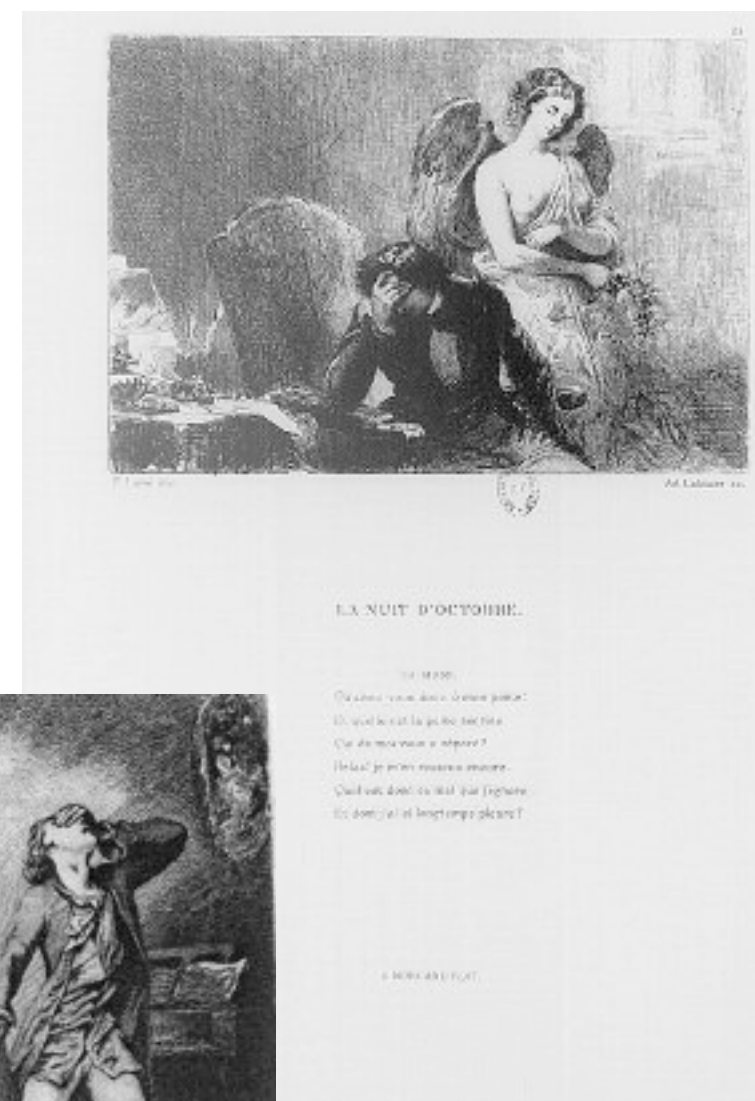 LA NUIT D'OCTOBRE.
LA MUSE.
Qu'aviez-vous donc, ô mon poète!
Et quelle est la peine secrète
Qui de moi vous a séparé?
Hélas! je m'en ressens encore.
Quel est donc ce mal que j'ignore
Et dont j'ai si longtemps pleuré?